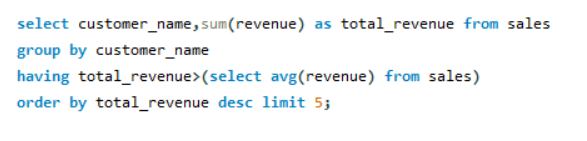 select customer_name,sum(revenue) as total_revenue from sales
group by customer_name
having total_revenue>(select avg(revenue) from sales)
order by total_revenue desc limit 5;